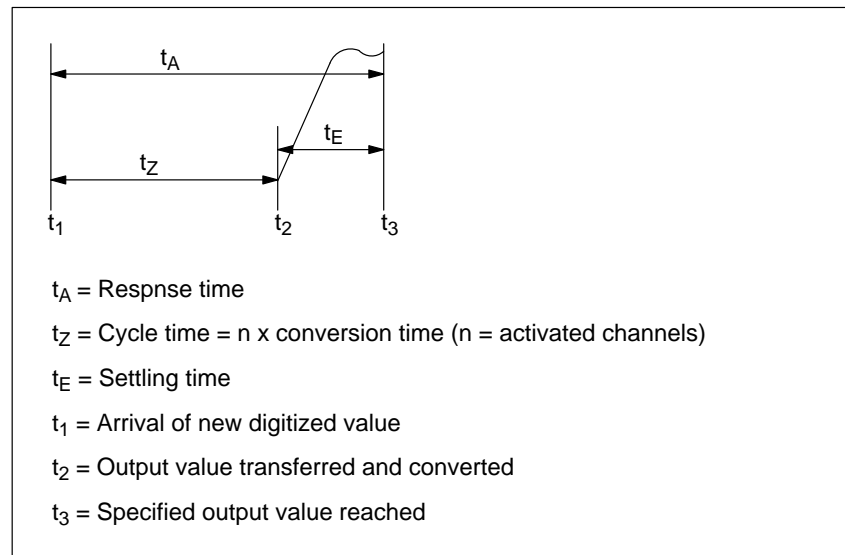 tA
tE
tZ
t1 t2 t3
tA = Respnse time
tZ = Cycle time = n x conversion time (n = activated channels)
tE = Settling time
t1 = Arrival of new digitized value
t2 = Output value transferred and converted
t3 = Specified output value reached